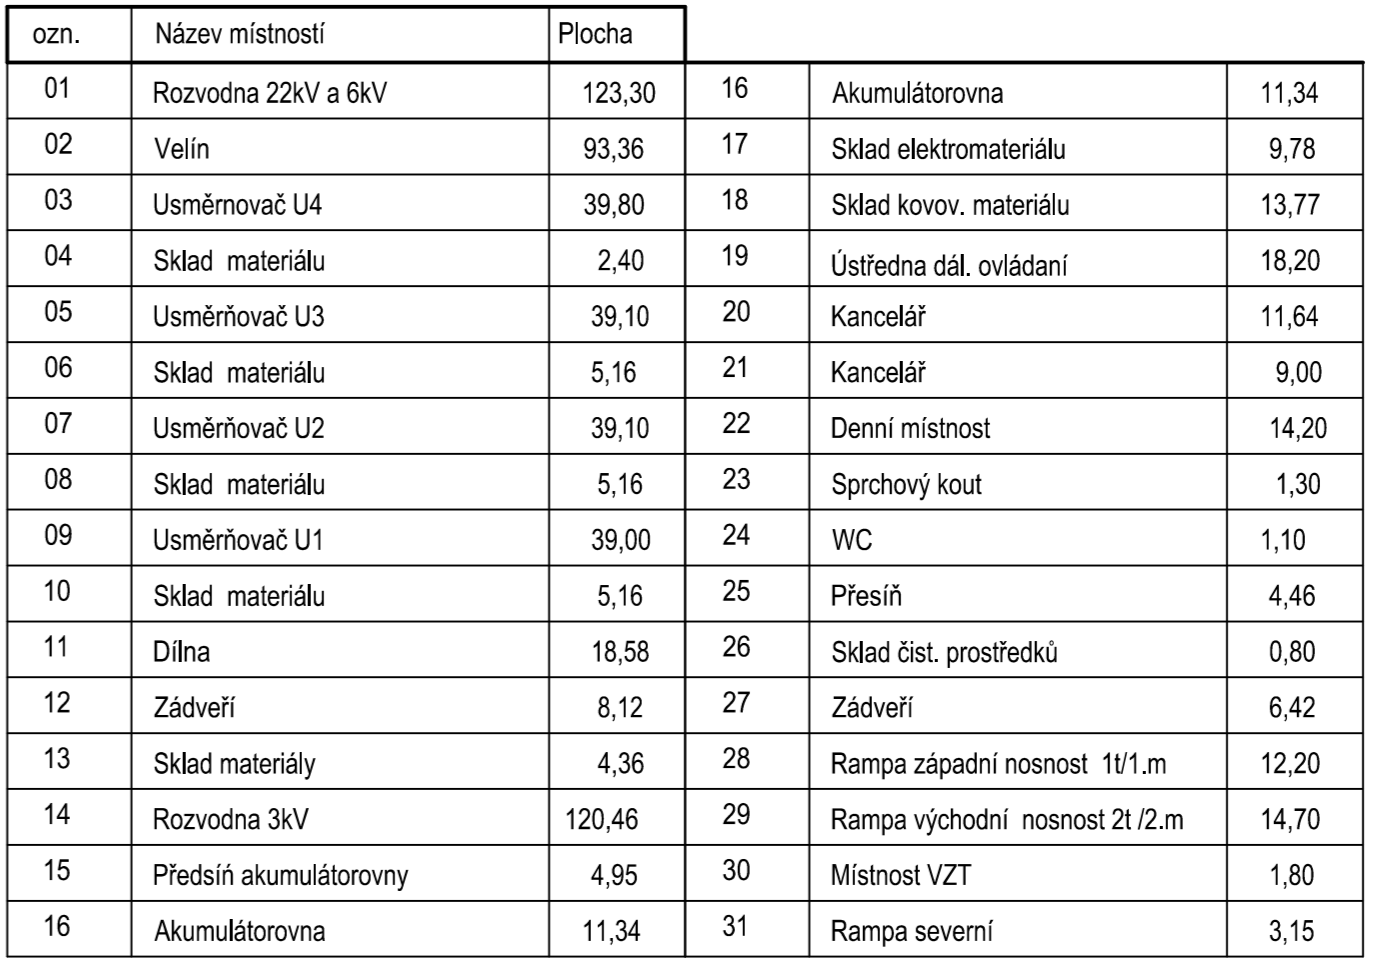 ozn. Název místností Plocha
01 Rozvodna 22kV a 6kV 123,30 16 Akumulátorovna 11,34
02 Velín 93,36 17 Sklad elektromateriálu 9,78
03 Usměrnovač U4 39,80 18 Sklad kovov. materiálu 13,77
04 Sklad materiálu 2,40 19 Ústředna dál. ovládaní 18,20
05 Usměrňovač U3 39,10 20 Kancelář 11,64
06 Sklad materiálu 5,16 21 Kancelář 9,00
07 Usměrňovač U2 39,10 22 Denní místnost 14,20
08 Sklad materiálu 5,16 23 Sprchový kout 1,30
09 Usměrňovač U1 39,00 24 WC 1,10
10 Sklad materiálu 5,16 25 Přesíň 4,46
11 Dílna 18,58 26 Sklad čist. prostředků 0,80
12 Zádveří 8,12 27 Zádveří 6,42
13 Sklad materiály 4,36 28 Rampa západní nosnost 1t/1.m 12,20
14 Rozvodna 3kV 120,46 29 Rampa východní nosnost 2t /2.m 14,70
15 Předsíń akumulátorovny 4,95 30 Místnost VZT 1,80
16 Akumulátorovna 11,34 31 Rampa severní 3,15